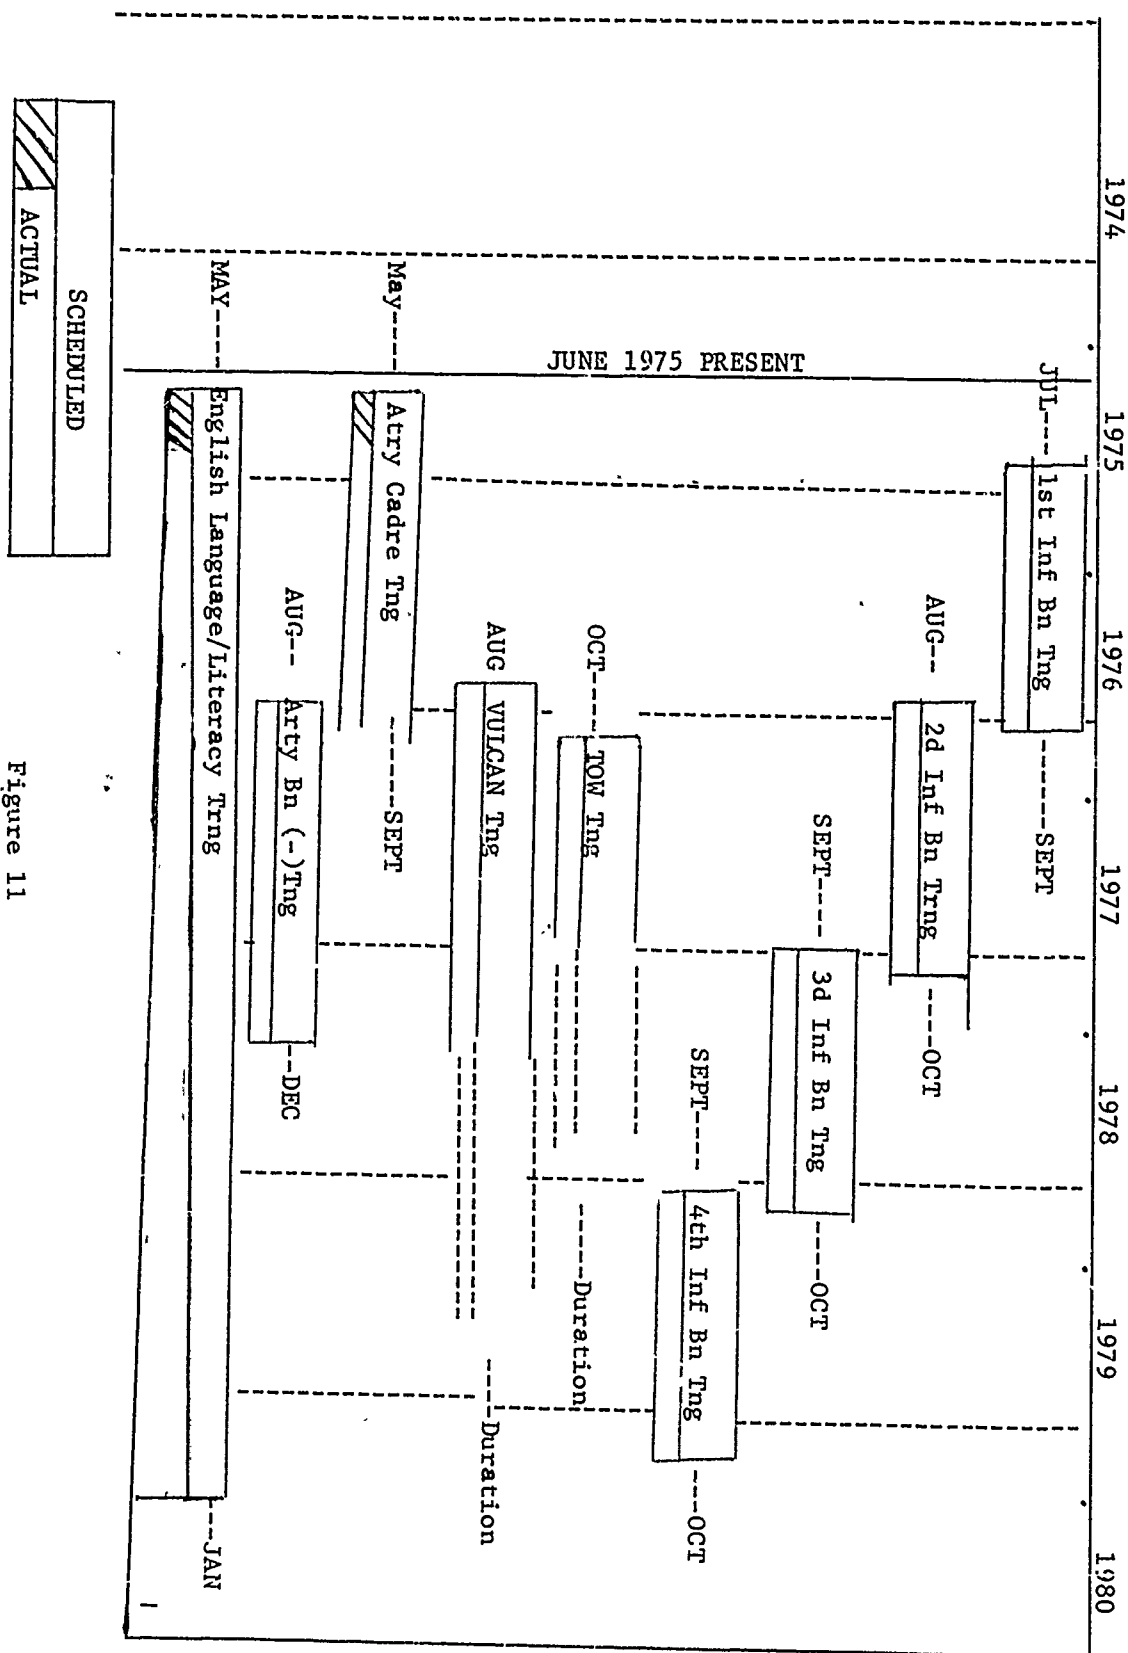 1974 1975 1976 1977 1978 1979 1980
JUL--- 1st Inf Bn Tng ------SEPT
AUG-- 2d Inf Bn Trng ----OCT
SEPT---- 3d Inf Bn Tng ----OCT
SEPT---- 4th Inf Bn Tng ----OCT
JUNE 1975 PRESENT
OCT---- TOW Tng -----Duration
AUG VULCAN Tng -----Duration
May----- Atry Cadre Tng -----SEPT
AUG-- Arty Bn (-)Tng ---DEC
MAY----- English Language/Literacy Trng ---JAN
SCHEDULED
ACTUAL
Figure 11